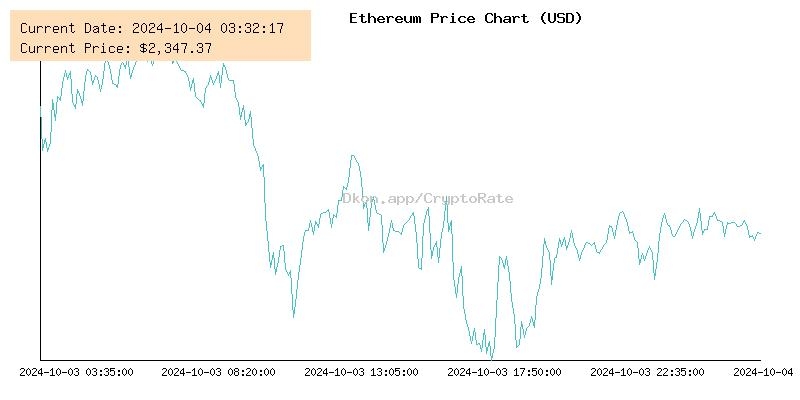 Ethereum Price Chart (USD)
Current Date: 2024-10-04 03:32:17
Current Price: $2,347.37
Dkon.app/CryptoRate
2024-10-03 03:35:00
2024-10-03 08:20:00
2024-10-03 13:05:00
2024-10-03 17:50:00
2024-10-03 22:35:00
2024-10-04